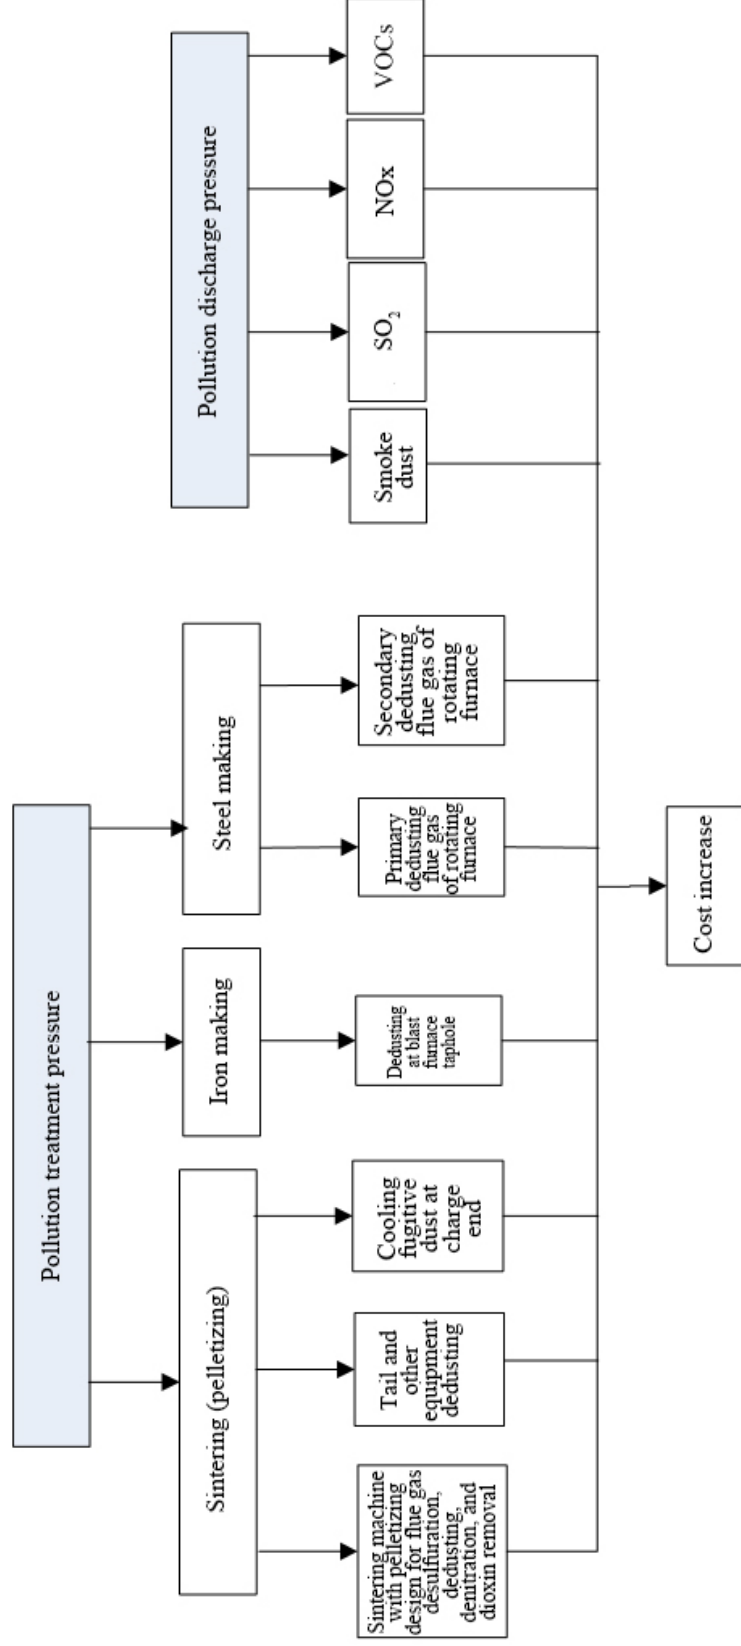 Pollution treatment pressure
Pollution discharge pressure
Sintering (pelletizing)
Iron making
Steel making
Sintering machine
with pelletizing
design for flue gas
desulfuration,
dedusting,
denitration, and
dioxin removal
Tail and
other
equipment
dedusting
Cooling
fugitive
dust at
charge
end
Dedusting
at blast
furnace
taphole
Primary
dedusting
flue gas
of rotating
furnace
Secondary
dedusting
flue gas of
rotating
furnace
Smoke
dust
SO₂
NOx
VOCs
Cost increase